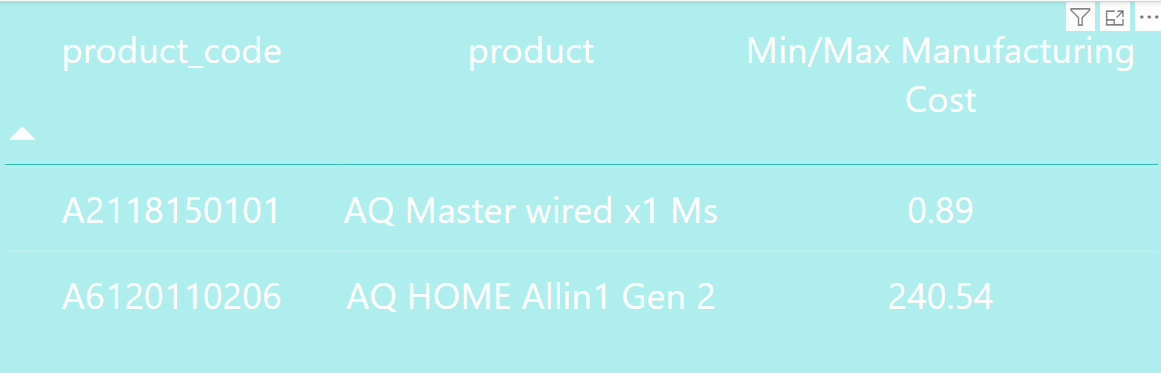 product_code product Min/Max Manufacturing
Cost
A2118150101 AQ Master wired x1 Ms 0.89
A6120110206 AQ HOME Allin1 Gen 2 240.54